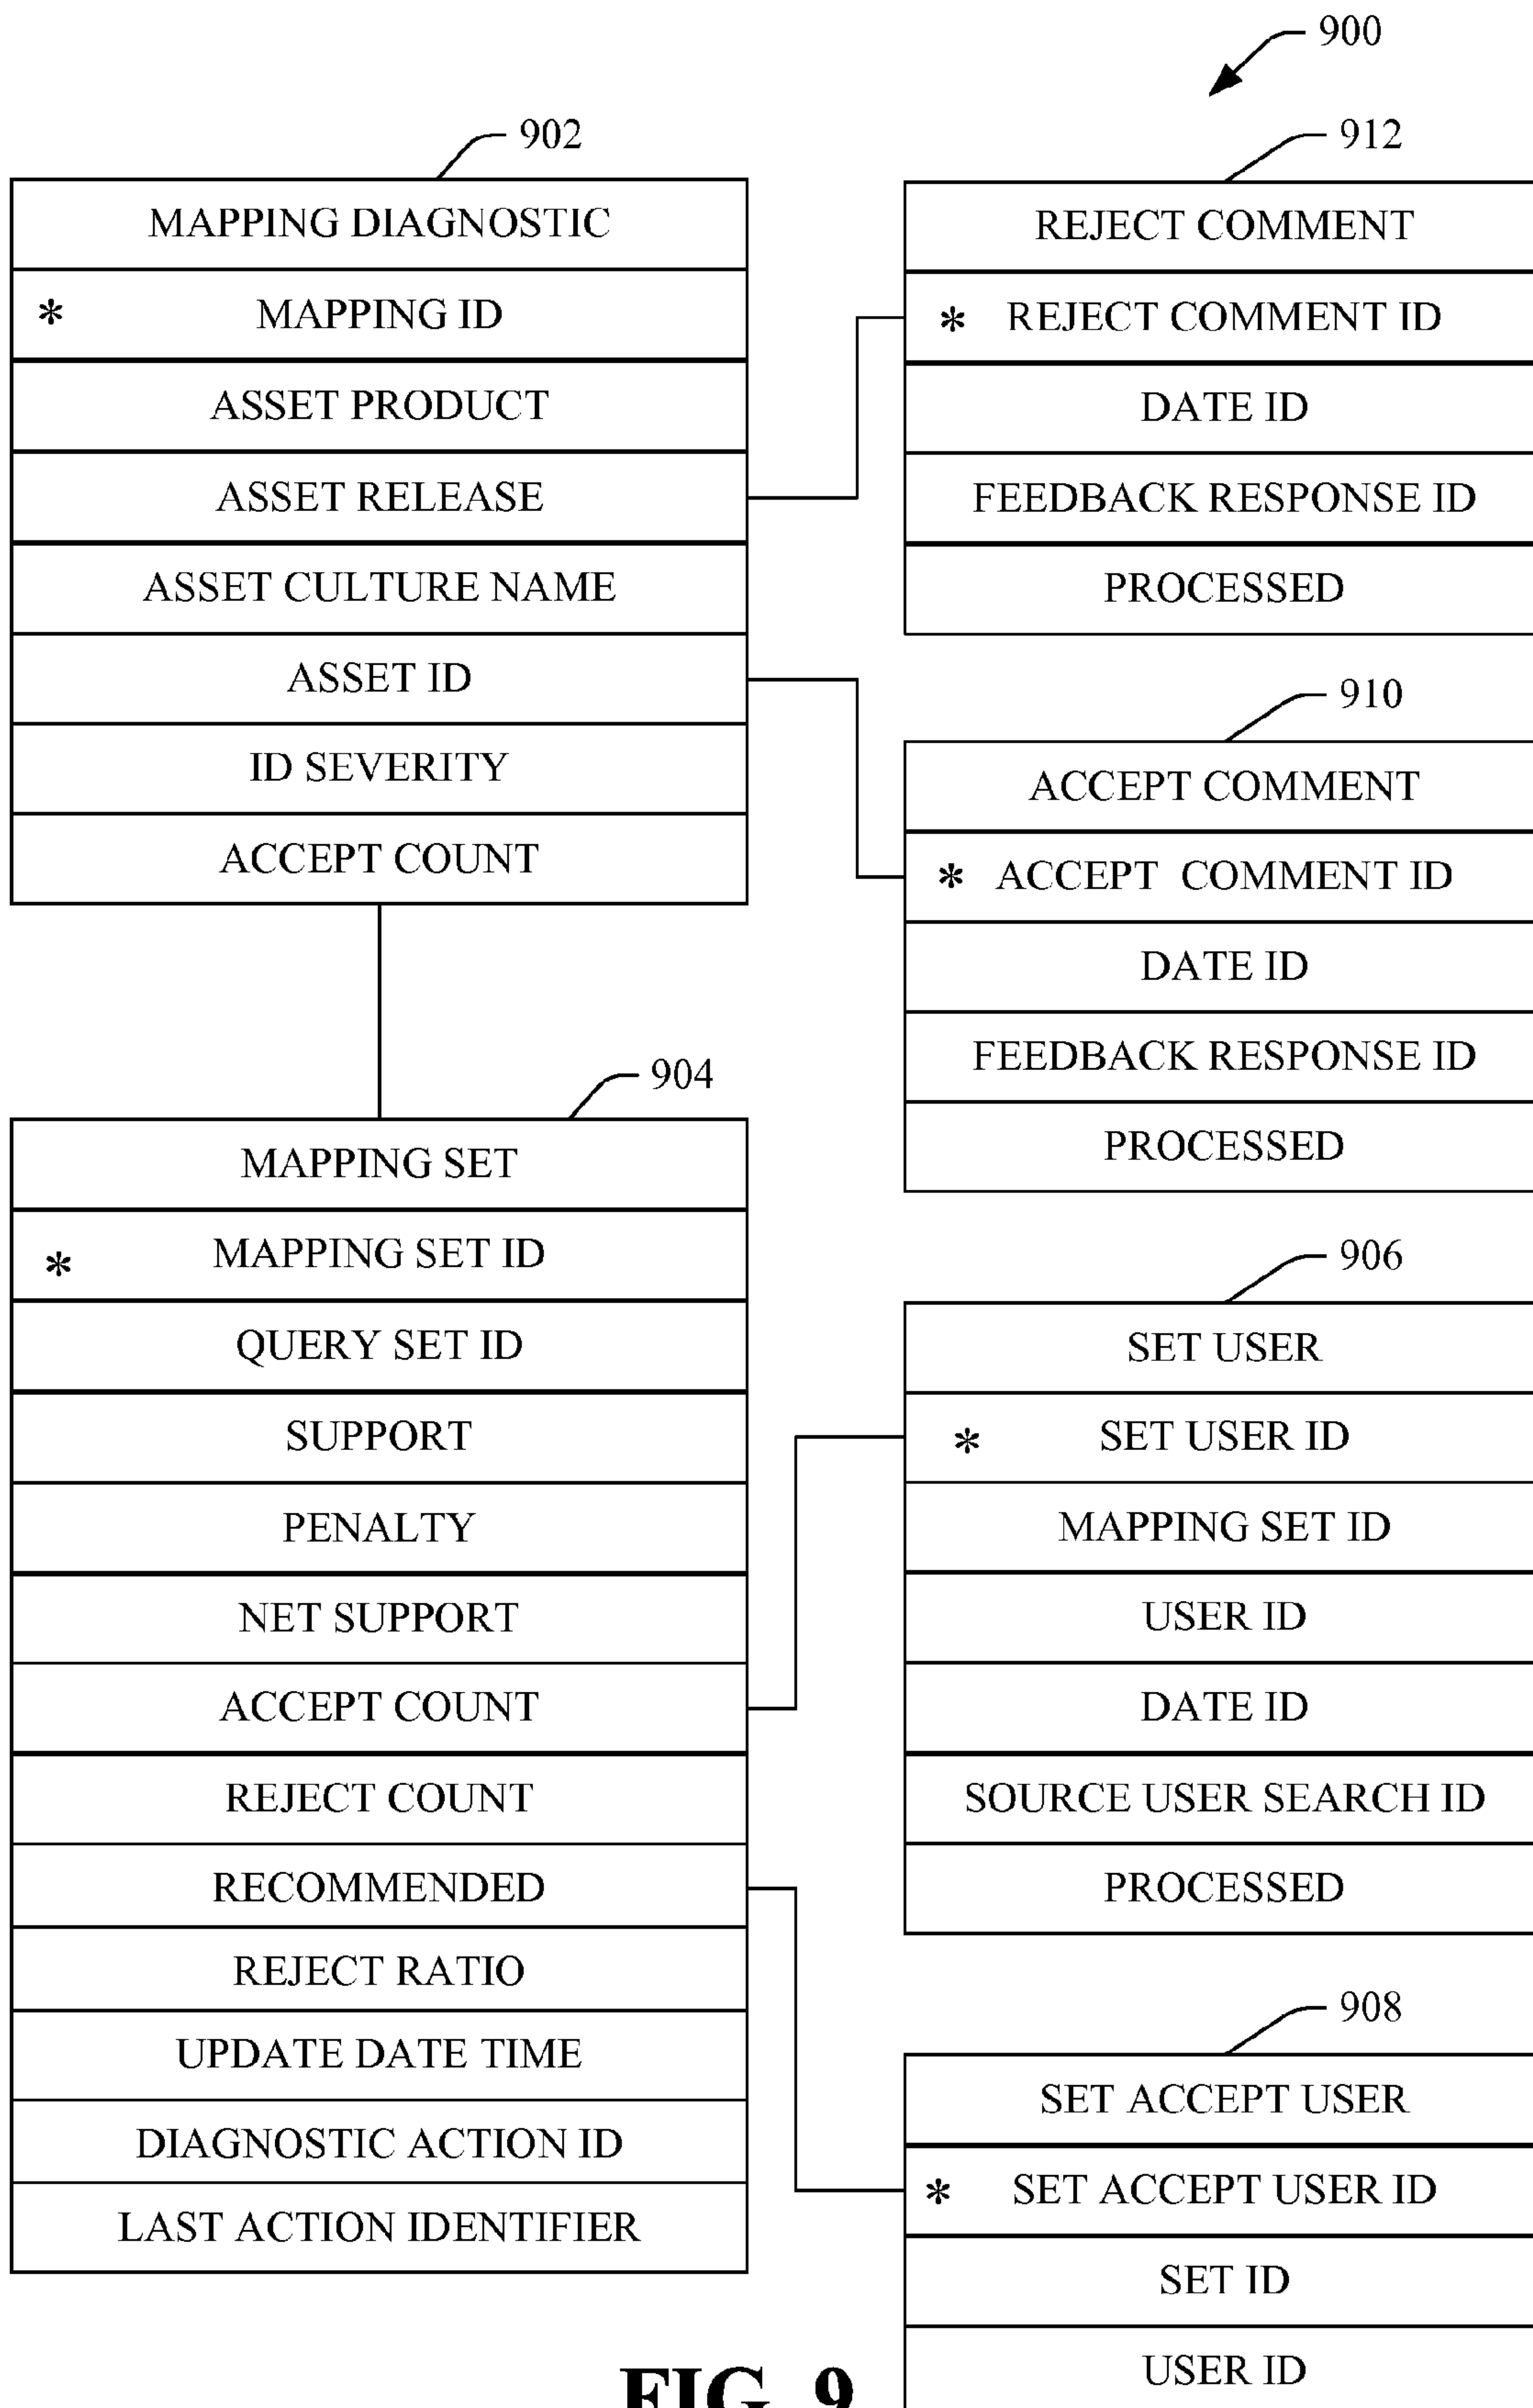 900
902
MAPPING DIAGNOSTIC
* MAPPING ID
ASSET PRODUCT
ASSET RELEASE
ASSET CULTURE NAME
ASSET ID
ID SEVERITY
ACCEPT COUNT
912
REJECT COMMENT
* REJECT COMMENT ID
DATE ID
FEEDBACK RESPONSE ID
PROCESSED
910
ACCEPT COMMENT
* ACCEPT COMMENT ID
DATE ID
FEEDBACK RESPONSE ID
PROCESSED
904
MAPPING SET
* MAPPING SET ID
QUERY SET ID
SUPPORT
PENALTY
NET SUPPORT
ACCEPT COUNT
REJECT COUNT
RECOMMENDED
REJECT RATIO
UPDATE DATE TIME
DIAGNOSTIC ACTION ID
LAST ACTION IDENTIFIER
906
SET USER
* SET USER ID
MAPPING SET ID
USER ID
DATE ID
SOURCE USER SEARCH ID
PROCESSED
908
SET ACCEPT USER
* SET ACCEPT USER ID
SET ID
USER ID
FIG. 9